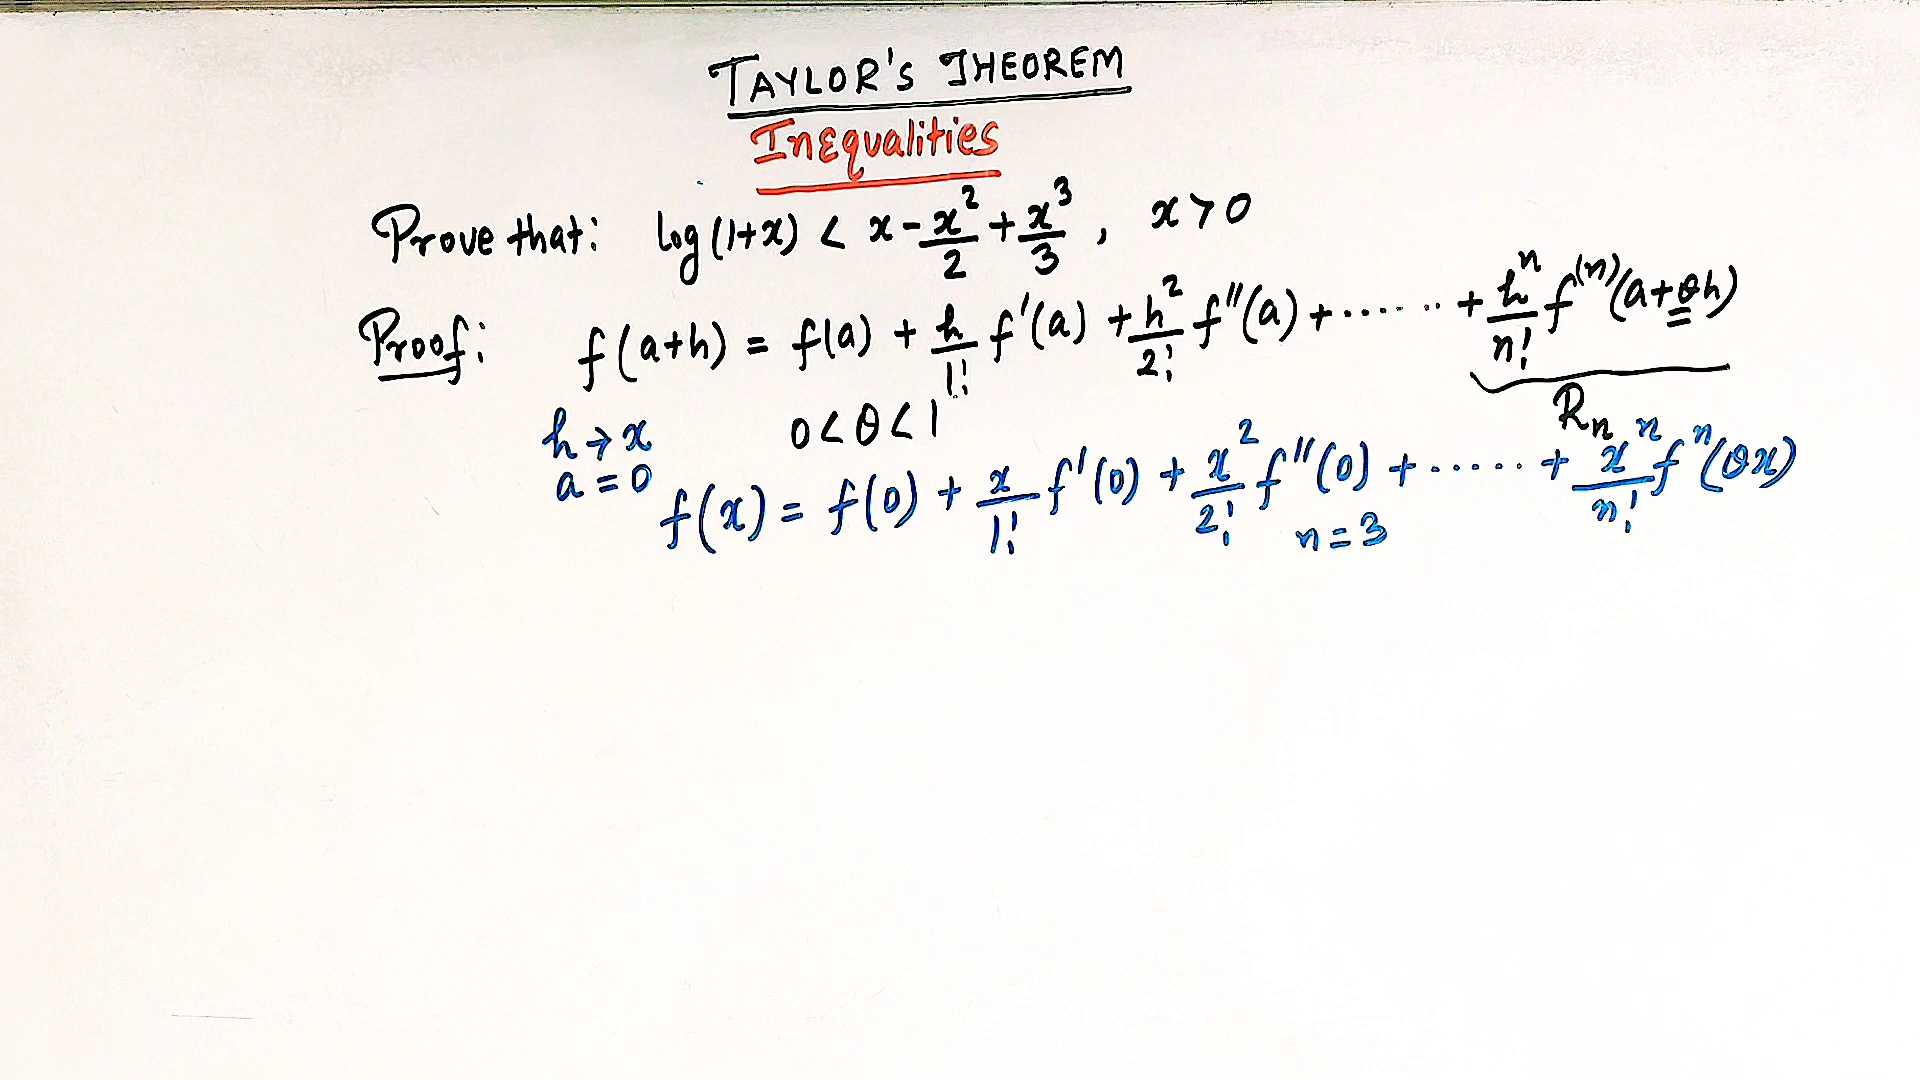 TAYLOR'S THEOREM
Inequalities
Prove that: log(1+x) < x - x²/2 + x³/3 , x > 0
Proof: f(a+h) = f(a) + h/1! f'(a) + h²/2! f''(a) + ....... + hⁿ/n! f⁽ⁿ⁾(a+θh)
Rₙ
h → x 0 < θ < 1
a = 0
f(x) = f(0) + x/1! f'(0) + x²/2! f''(0) + ...... + xⁿ/n! fⁿ(θx)
n = 3